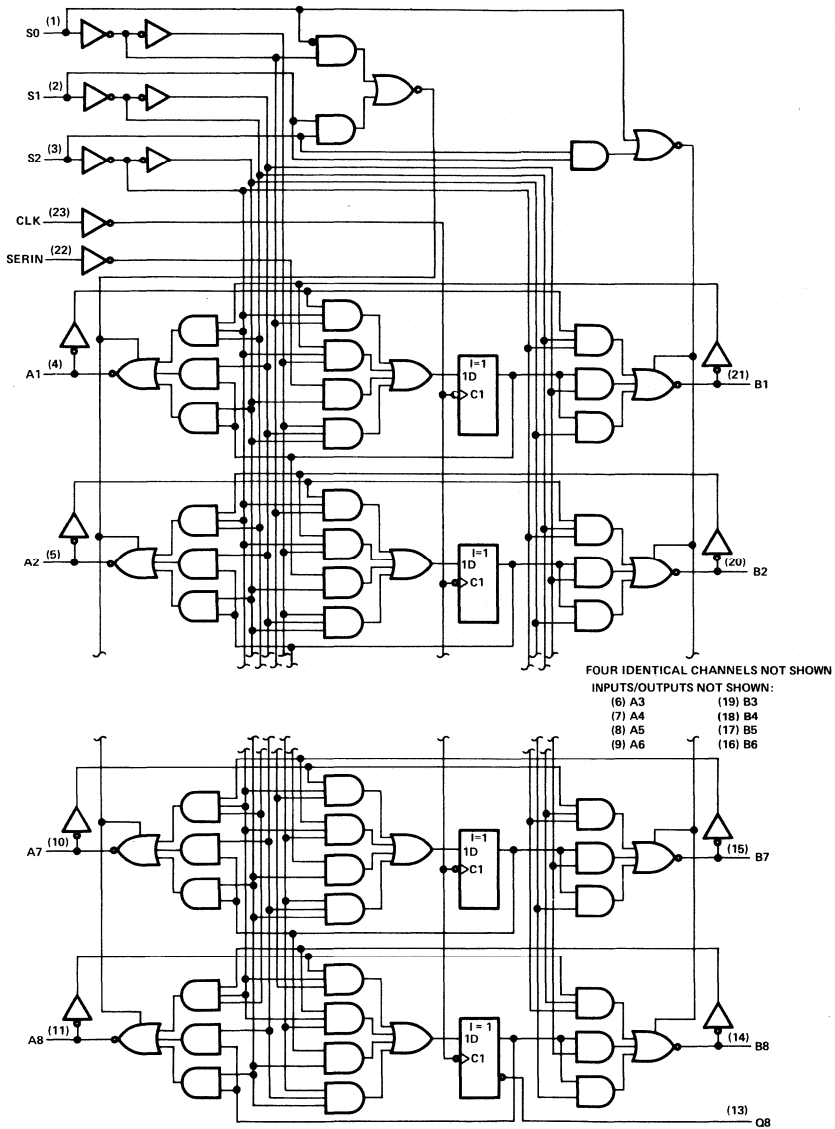 (1)
S0
(2)
S1
(3)
S2
CLK (23)
SERIN (22)
A1 (4)
I=1
1D
C1
(21)
B1
A2 (5)
I=1
1D
C1
(20)
B2
FOUR IDENTICAL CHANNELS NOT SHOWN
INPUTS/OUTPUTS NOT SHOWN:
(6) A3 (19) B3
(7) A4 (18) B4
(8) A5 (17) B5
(9) A6 (16) B6
A7 (10)
I=1
1D
C1
(15)
B7
A8 (11)
I = 1
1D
C1
(14)
B8
(13)
Q8